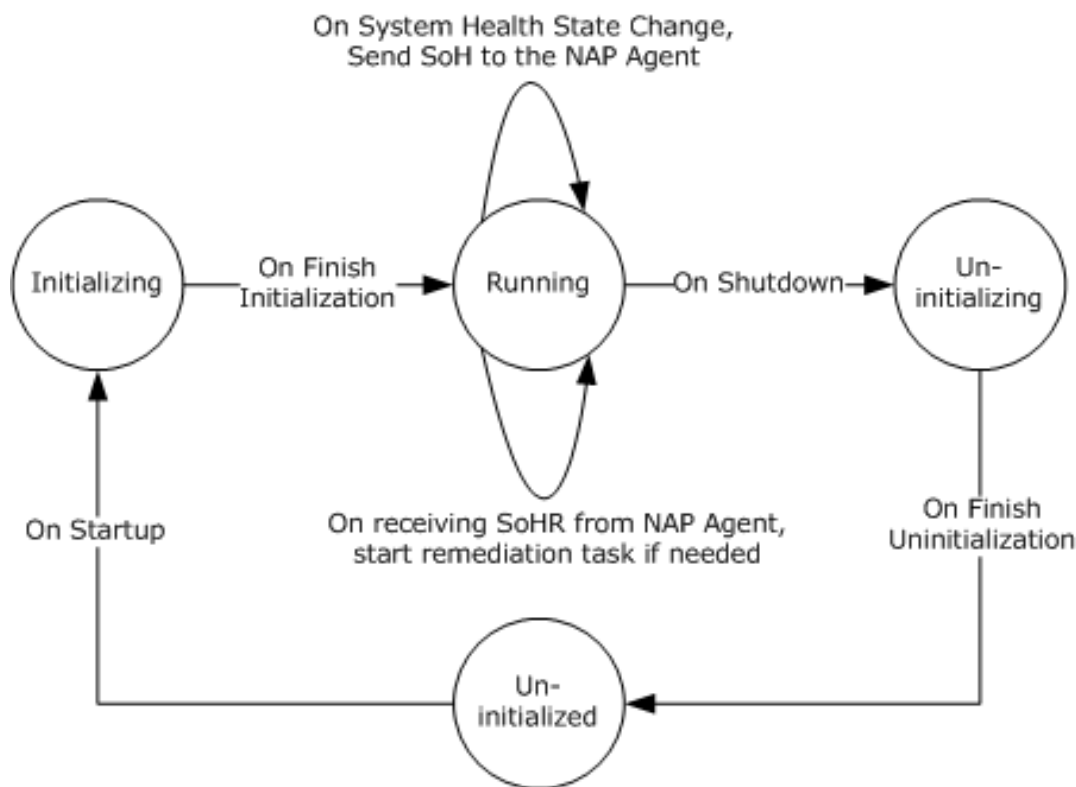 On System Health State Change,
Send SoH to the NAP Agent
Initializing
On Finish
Initialization
Running
On Shutdown
Un-
initializing
On Startup
On receiving SoHR from NAP Agent,
start remediation task if needed
On Finish
Uninitialization
Un-
initialized